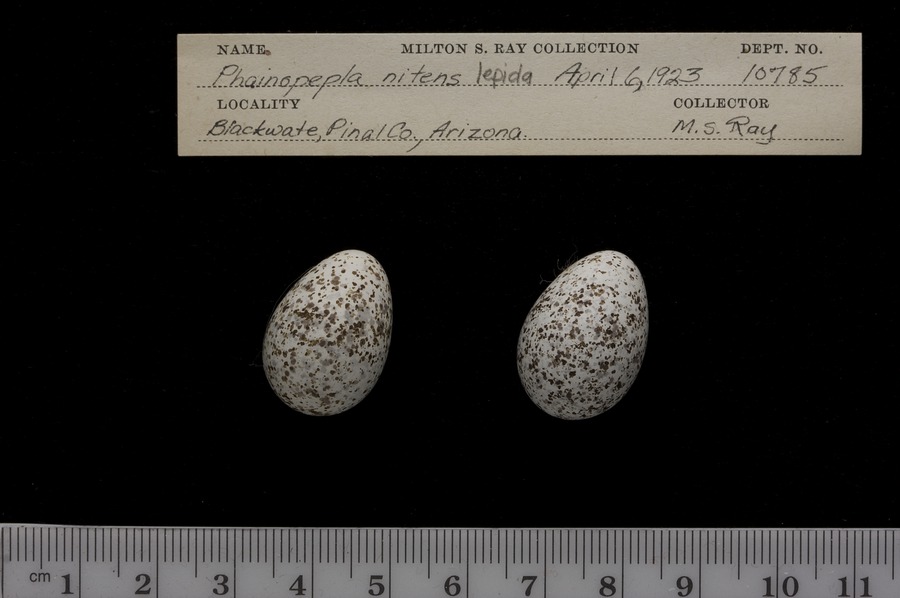 NAME. MILTON S. RAY COLLECTION DEPT. NO.
Phainopepla nitens lepida April 6, 1923 10785
LOCALITY COLLECTOR
Blackwate, Pinal Co., Arizona. M.S. Ray
cm 1 2 3 4 5 6 7 8 9 10 11